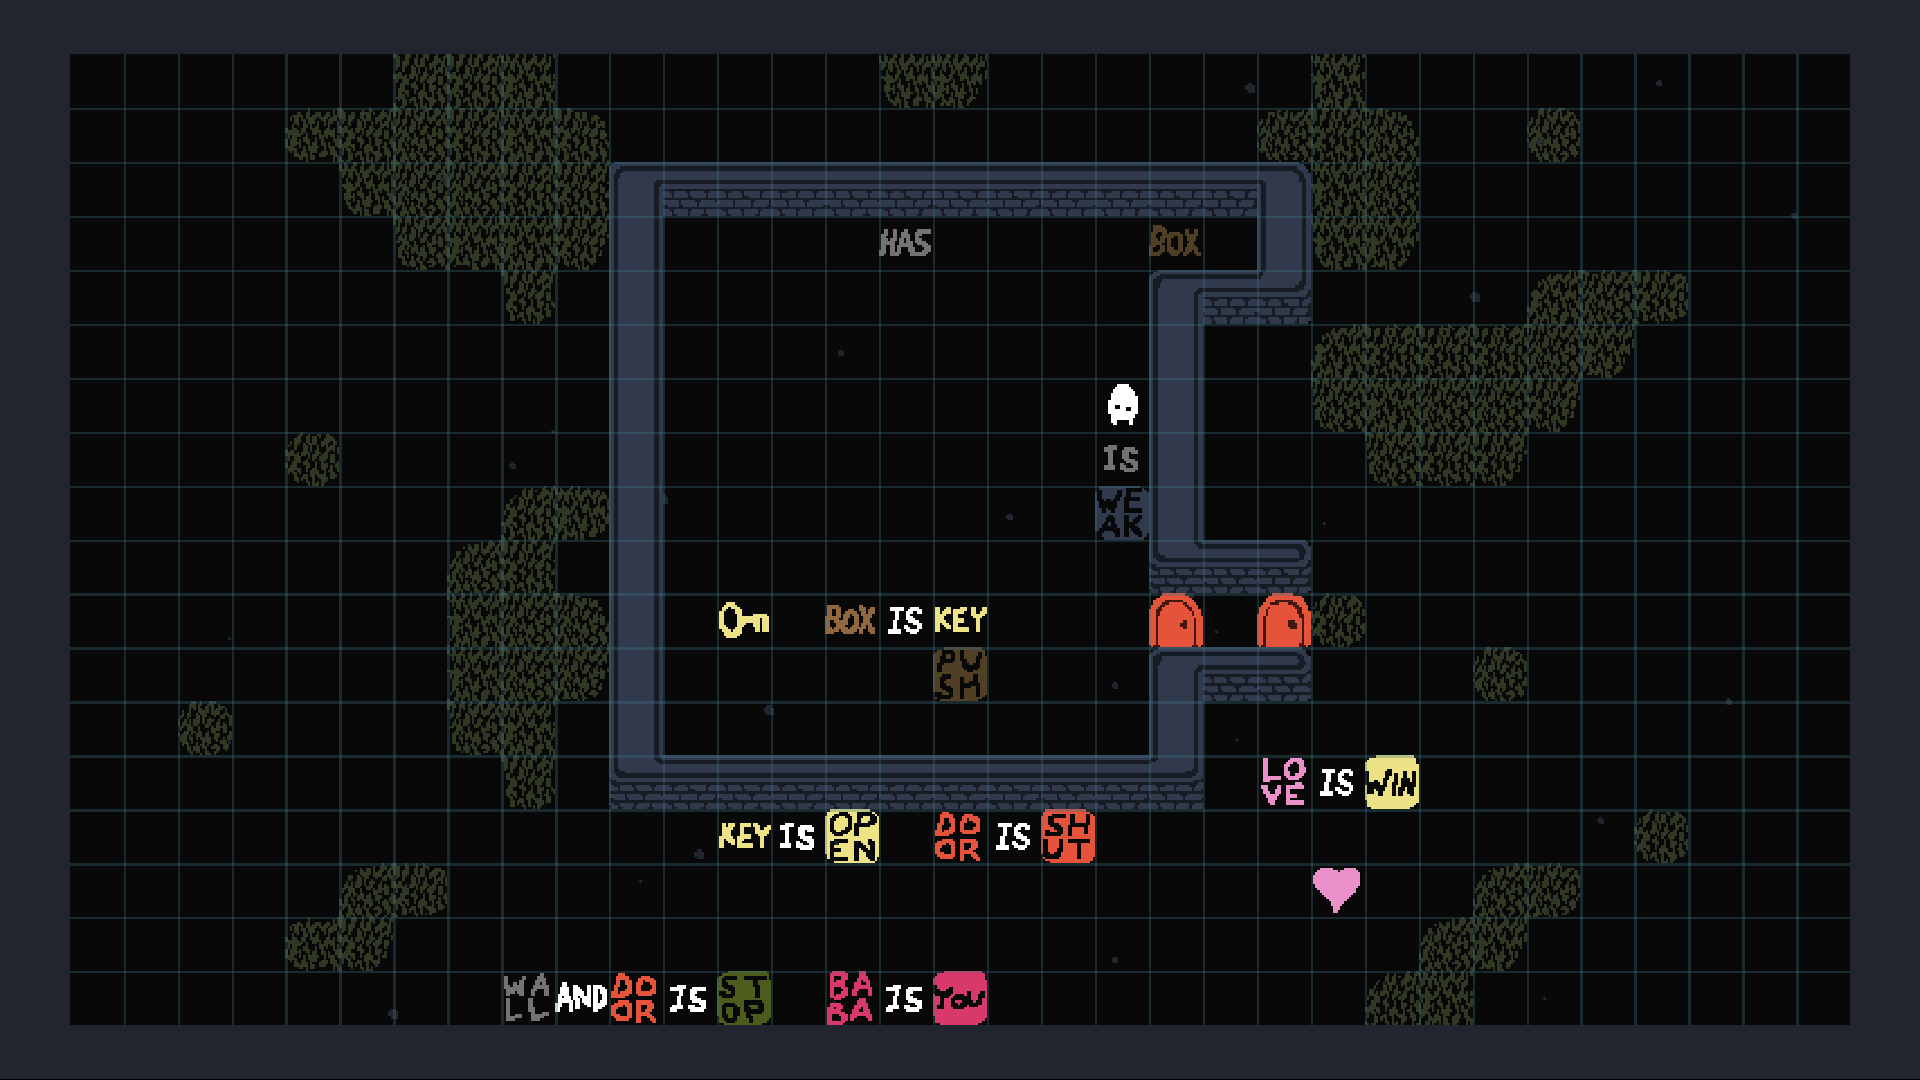 HAS BOX
IS
WEAK
BOX IS KEY
PUSH
LOVE IS WIN
KEY IS OPEN DOOR IS SHUT
WALL AND DOOR IS STOP BABA IS YOU